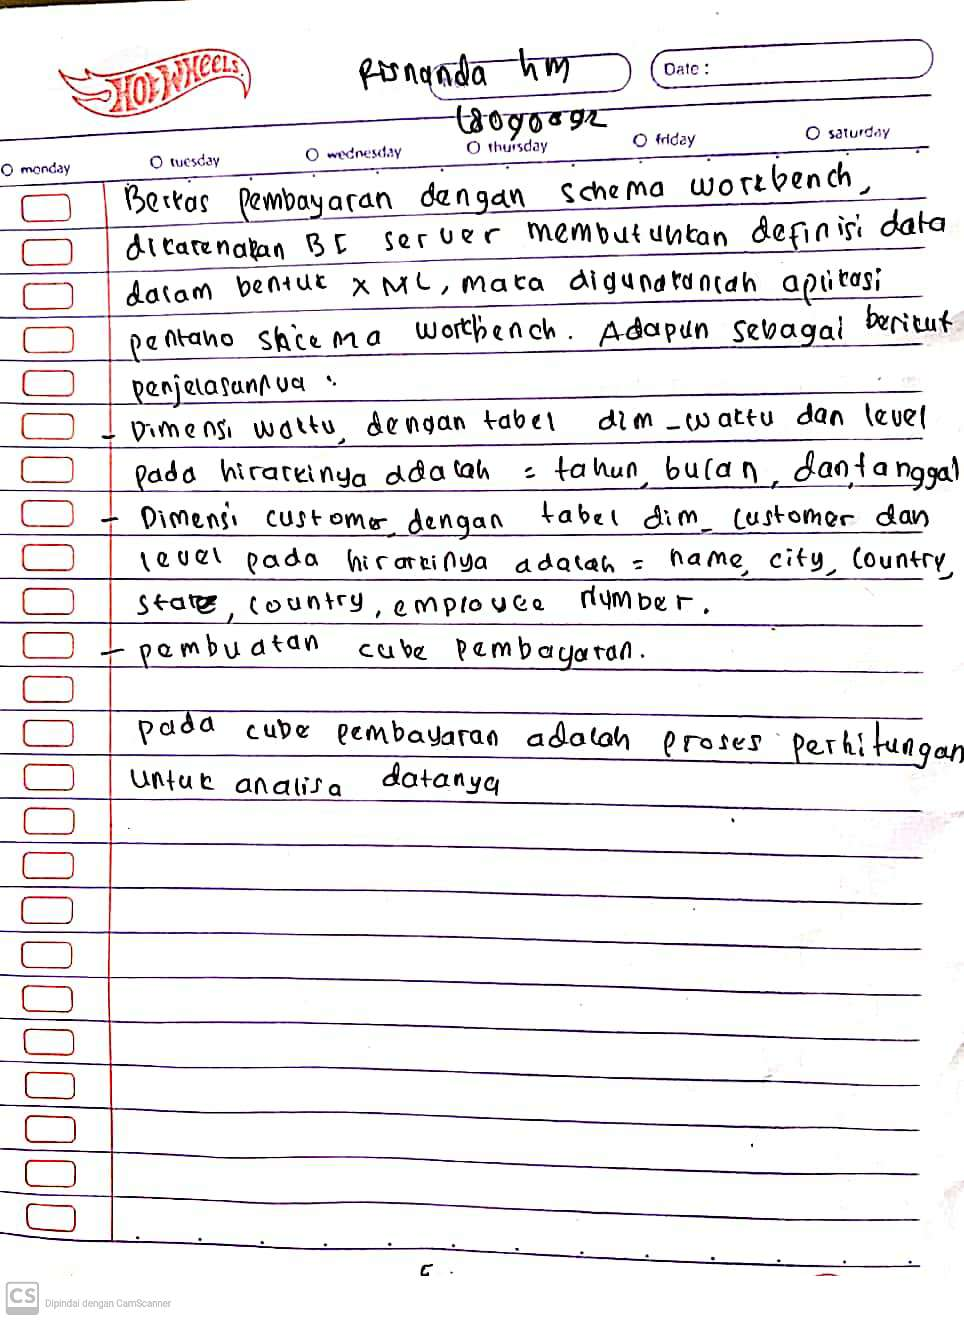 HOT WHEELS
Risnanda hm
Date :
18090092
monday tuesday wednesday thursday friday saturday
Berkas pembayaran dengan schema workbench,
dikarenakan BI server membutuhkan definisi data
dalam bentuk XML, maka digunakanlah aplikasi
pentaho shcema workbench. Adapun sebagai berikut
penjelasannya :
- Dimensi waktu, dengan tabel dim_waktu dan level
pada hirarkinya adalah = tahun, bulan, dan tanggal
- Dimensi customer dengan tabel dim_customer dan
level pada hirarkinya adalah = name, city, country,
state, country, employee number.
- pembuatan cube pembayaran.
pada cube pembayaran adalah proses perhitungan
untuk analisa datanya
CS Dipindai dengan CamScanner